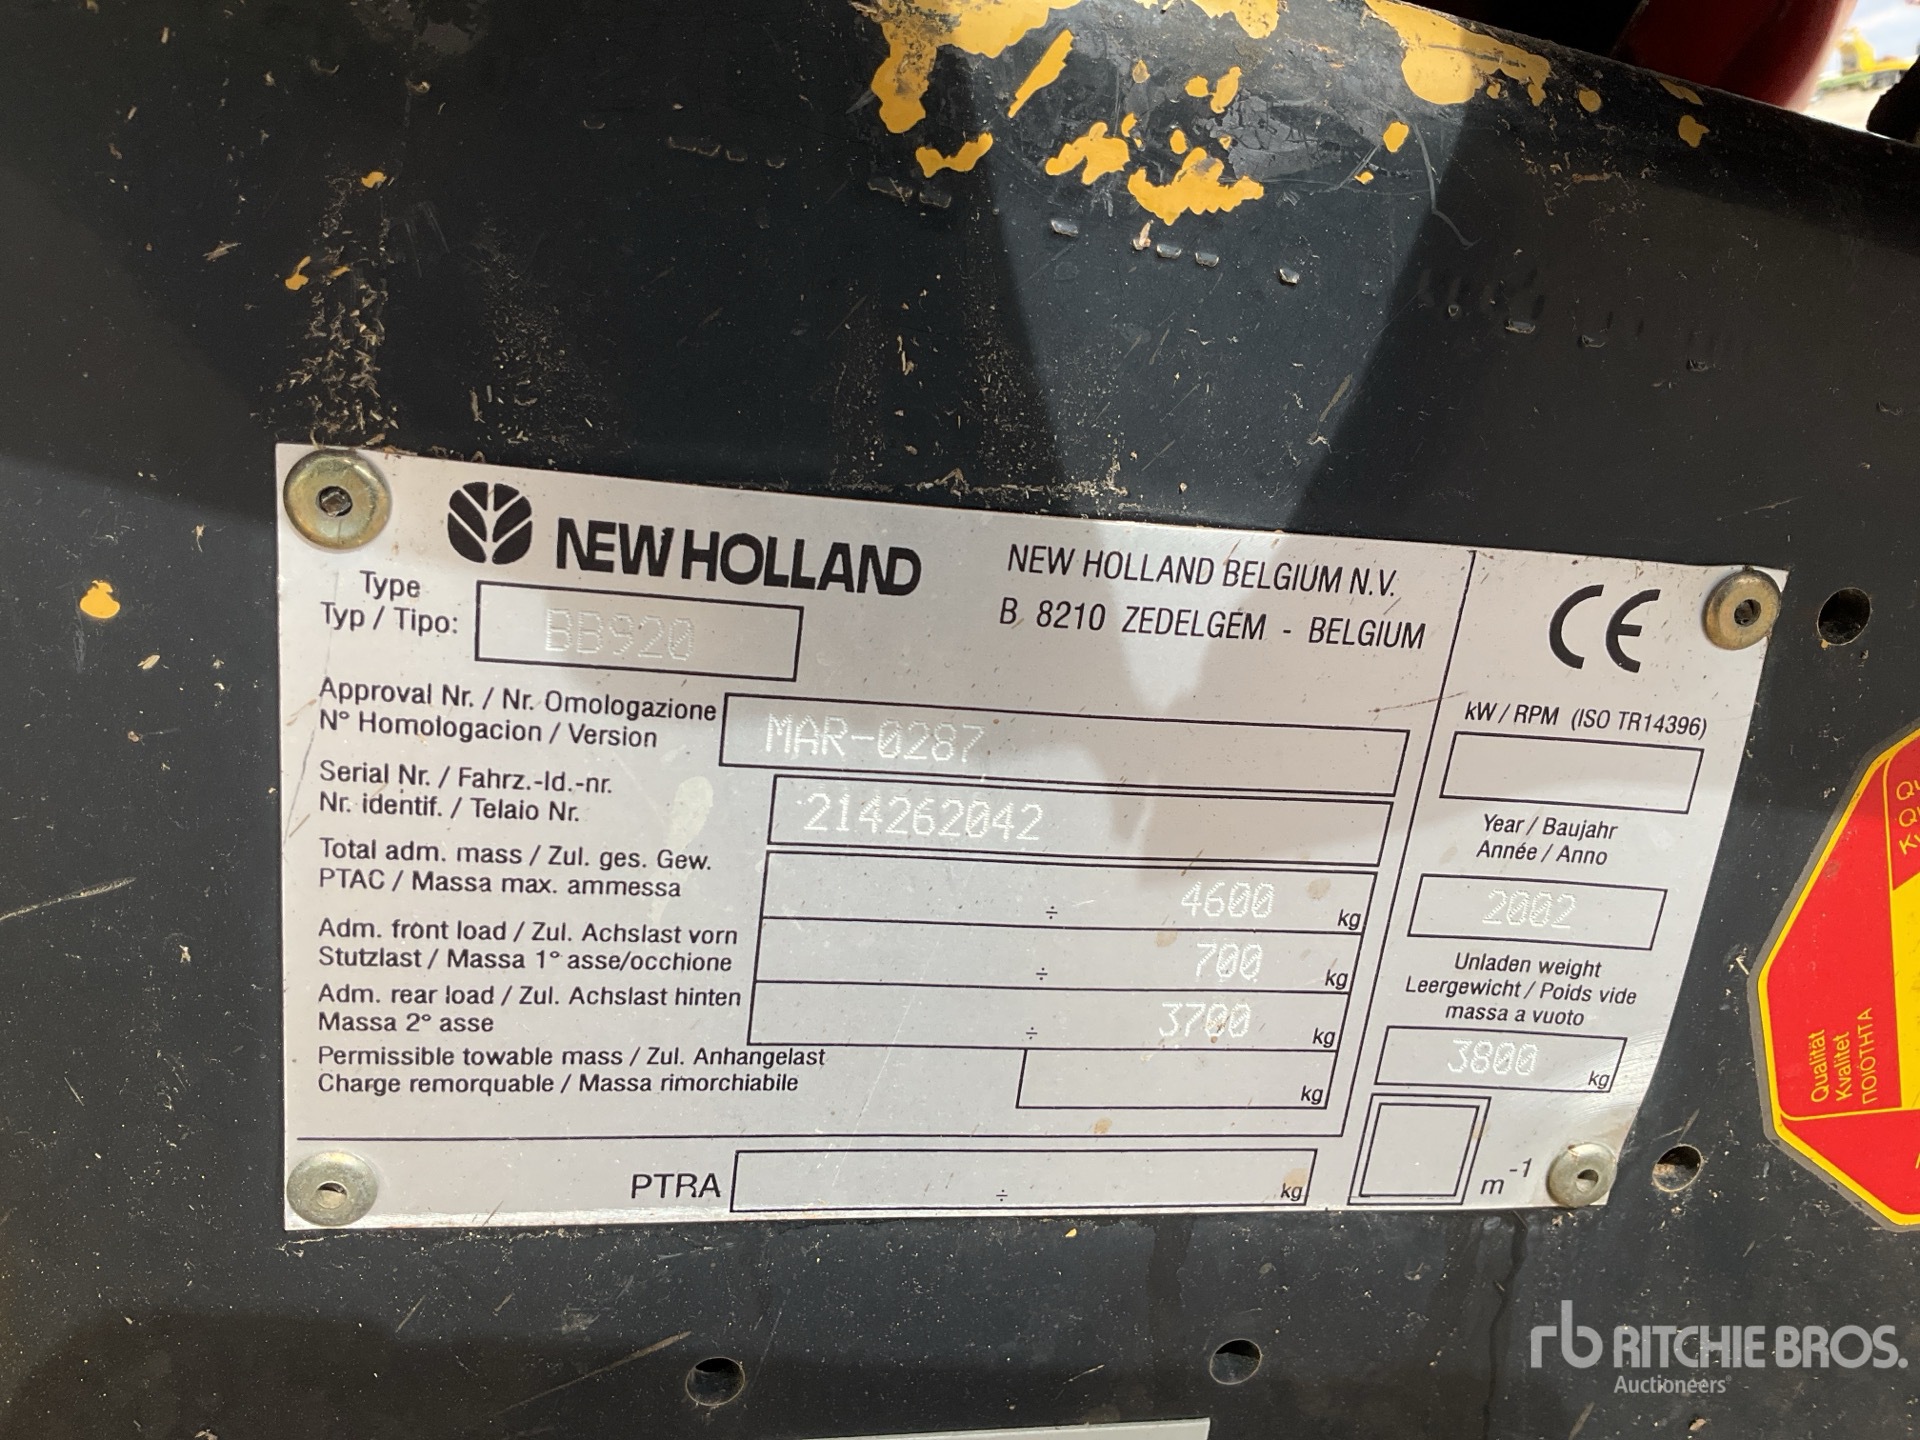 NEW HOLLAND
NEW HOLLAND BELGIUM N.V.
B 8210 ZEDELGEM - BELGIUM
Type
Typ / Tipo:
BB920
Approval Nr. / Nr. Omologazione
N° Homologacion / Version
MAR-0287
Serial Nr. / Fahrz.-Id.-nr.
Nr. identif. / Telaio Nr.
214262042
Total adm. mass / Zul. ges. Gew.
PTAC / Massa max. ammessa
÷ 4600 kg
Adm. front load / Zul. Achslast vorn
Stutzlast / Massa 1° asse/occhione
÷ 700 kg
Adm. rear load / Zul. Achslast hinten
Massa 2° asse
÷ 3700 kg
Permissible towable mass / Zul. Anhangelast
Charge remorquable / Massa rimorchiabile
kg
PTRA ÷ kg
CE
kW / RPM (ISO TR14396)
Year / Baujahr
Année / Anno
2002
Unladen weight
Leergewicht / Poids vide
massa a vuoto
3800 kg
m-1
Qualität
Kvalitet
ΠΟΙΟΤΗΤΑ
rb RITCHIE BROS.
Auctioneers